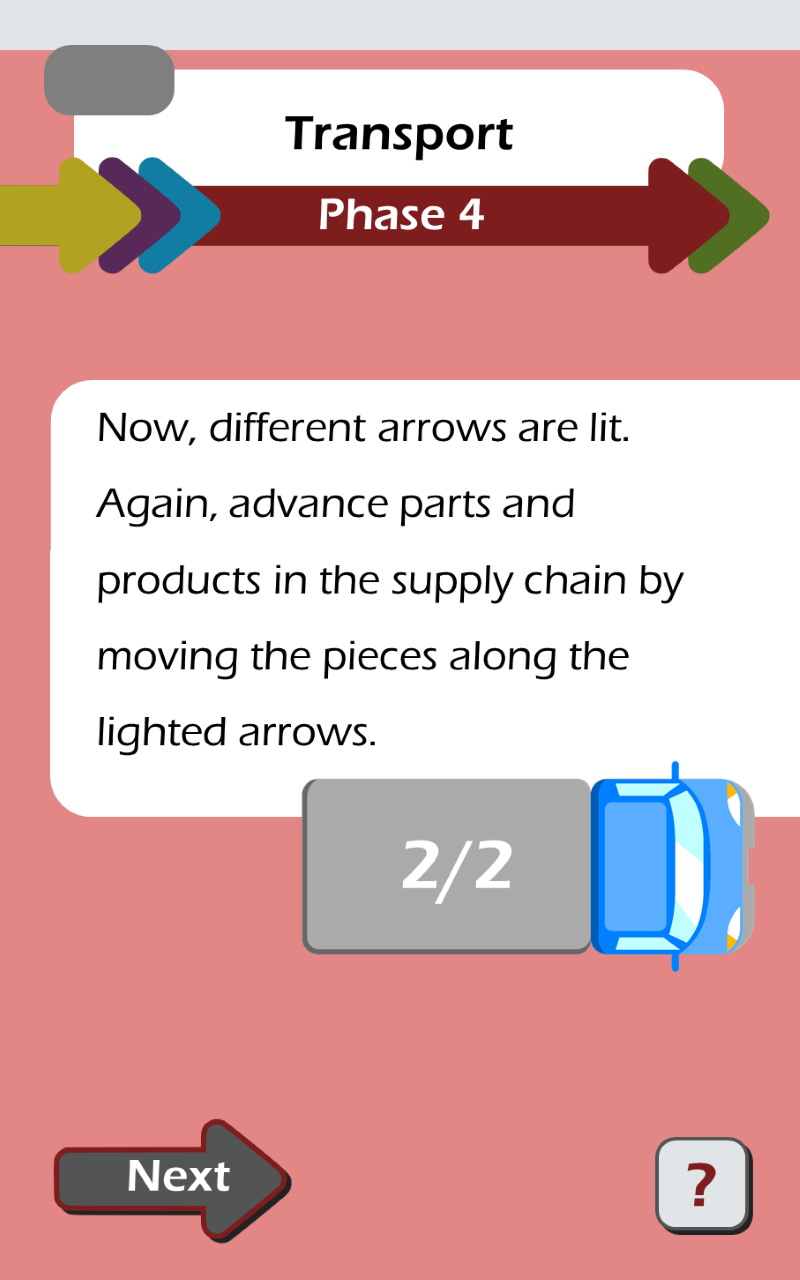 Transport
Phase 4
Now, different arrows are lit.
Again, advance parts and
products in the supply chain by
moving the pieces along the
lighted arrows.
2/2
Next
?